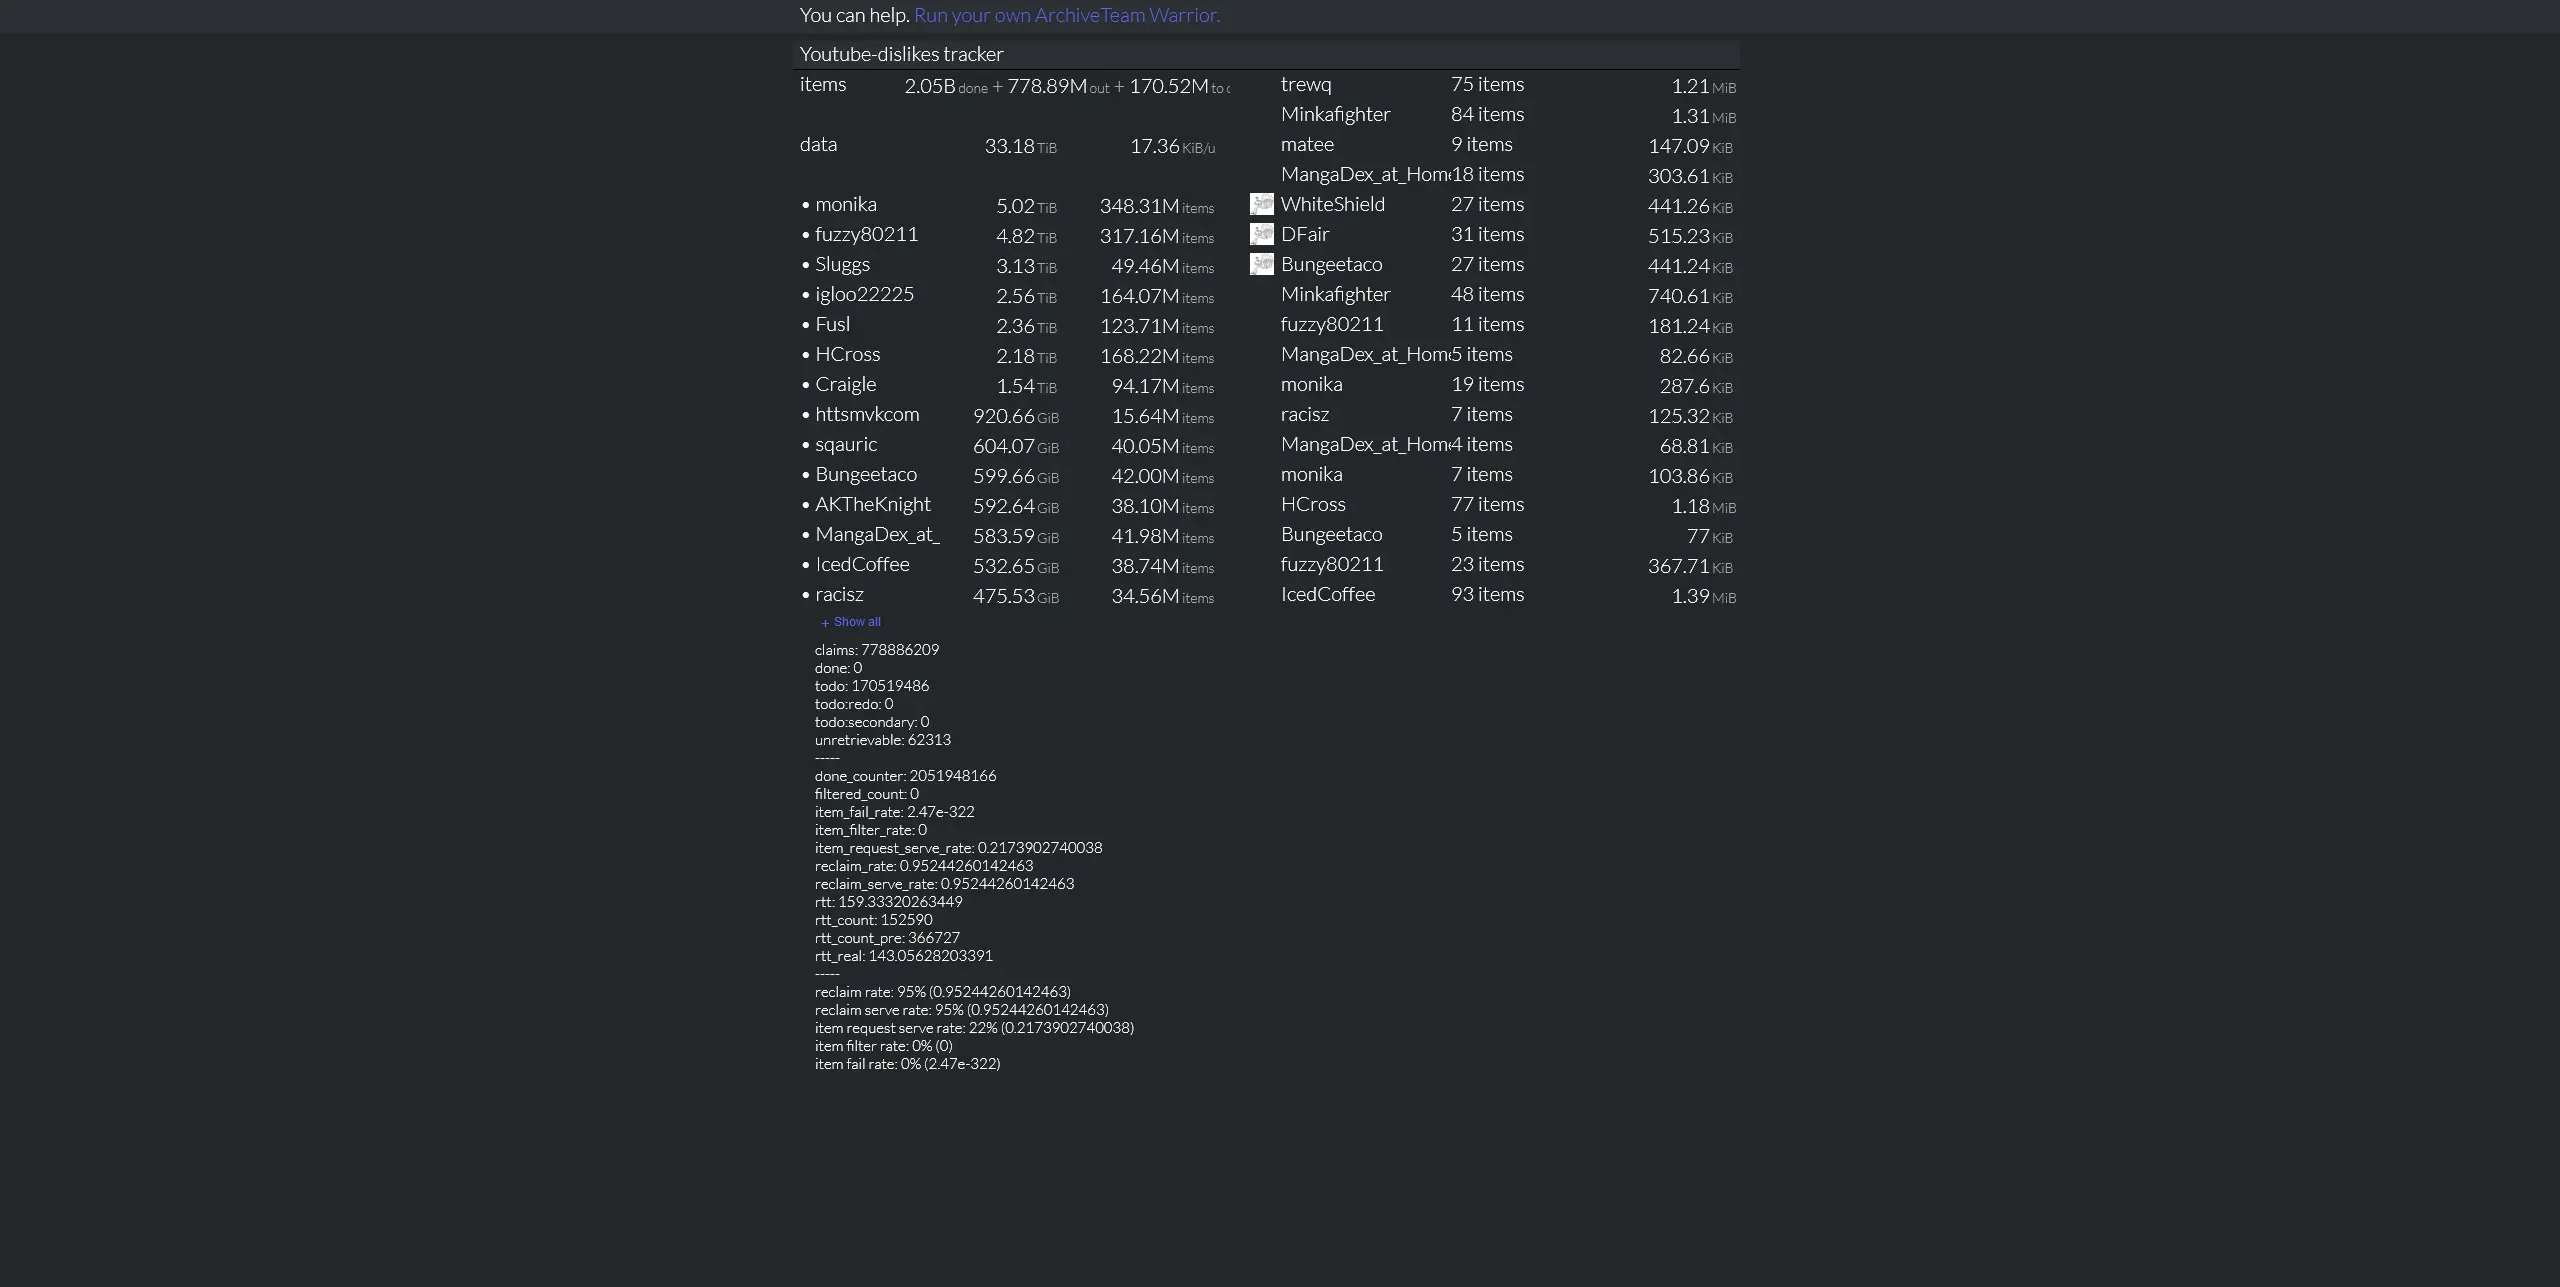 You can help. Run your own ArchiveTeam Warrior.
Youtube-dislikes tracker
items 2.05B done + 778.89M out + 170.52M to
data 33.18 TiB 17.36 KiB/u
• monika 5.02 TiB 348.31M items
• fuzzy80211 4.82 TiB 317.16M items
• Sluggs 3.13 TiB 49.46M items
• igloo22225 2.56 TiB 164.07M items
• Fusl 2.36 TiB 123.71M items
• HCross 2.18 TiB 168.22M items
• Craigle 1.54 TiB 94.17M items
• httsmvkcom 920.66 GiB 15.64M items
• sqauric 604.07 GiB 40.05M items
• Bungeetaco 599.66 GiB 42.00M items
• AKTheKnight 592.64 GiB 38.10M items
• MangaDex_at_ 583.59 GiB 41.98M items
• IcedCoffee 532.65 GiB 38.74M items
• racisz 475.53 GiB 34.56M items
+ Show all
claims: 778886209
done: 0
todo: 170519486
todo:redo: 0
todo:secondary: 0
unretrievable: 62313
-----
done_counter: 2051948166
filtered_count: 0
item_fail_rate: 2.47e-322
item_filter_rate: 0
item_request_serve_rate: 0.2173902740038
reclaim_rate: 0.95244260142463
reclaim_serve_rate: 0.95244260142463
rtt: 159.33320263449
rtt_count: 152590
rtt_count_pre: 366727
rtt_real: 143.05628203391
-----
reclaim rate: 95% (0.95244260142463)
reclaim serve rate: 95% (0.95244260142463)
item request serve rate: 22% (0.2173902740038)
item filter rate: 0% (0)
item fail rate: 0% (2.47e-322)
trewq 75 items 1.21 MiB
Minkafighter 84 items 1.31 MiB
matee 9 items 147.09 KiB
MangaDex_at_Home 18 items 303.61 KiB
WhiteShield 27 items 441.26 KiB
DFair 31 items 515.23 KiB
Bungeetaco 27 items 441.24 KiB
Minkafighter 48 items 740.61 KiB
fuzzy80211 11 items 181.24 KiB
MangaDex_at_Home 5 items 82.66 KiB
monika 19 items 287.6 KiB
racisz 7 items 125.32 KiB
MangaDex_at_Home 4 items 68.81 KiB
monika 7 items 103.86 KiB
HCross 77 items 1.18 MiB
Bungeetaco 5 items 77 KiB
fuzzy80211 23 items 367.71 KiB
IcedCoffee 93 items 1.39 MiB